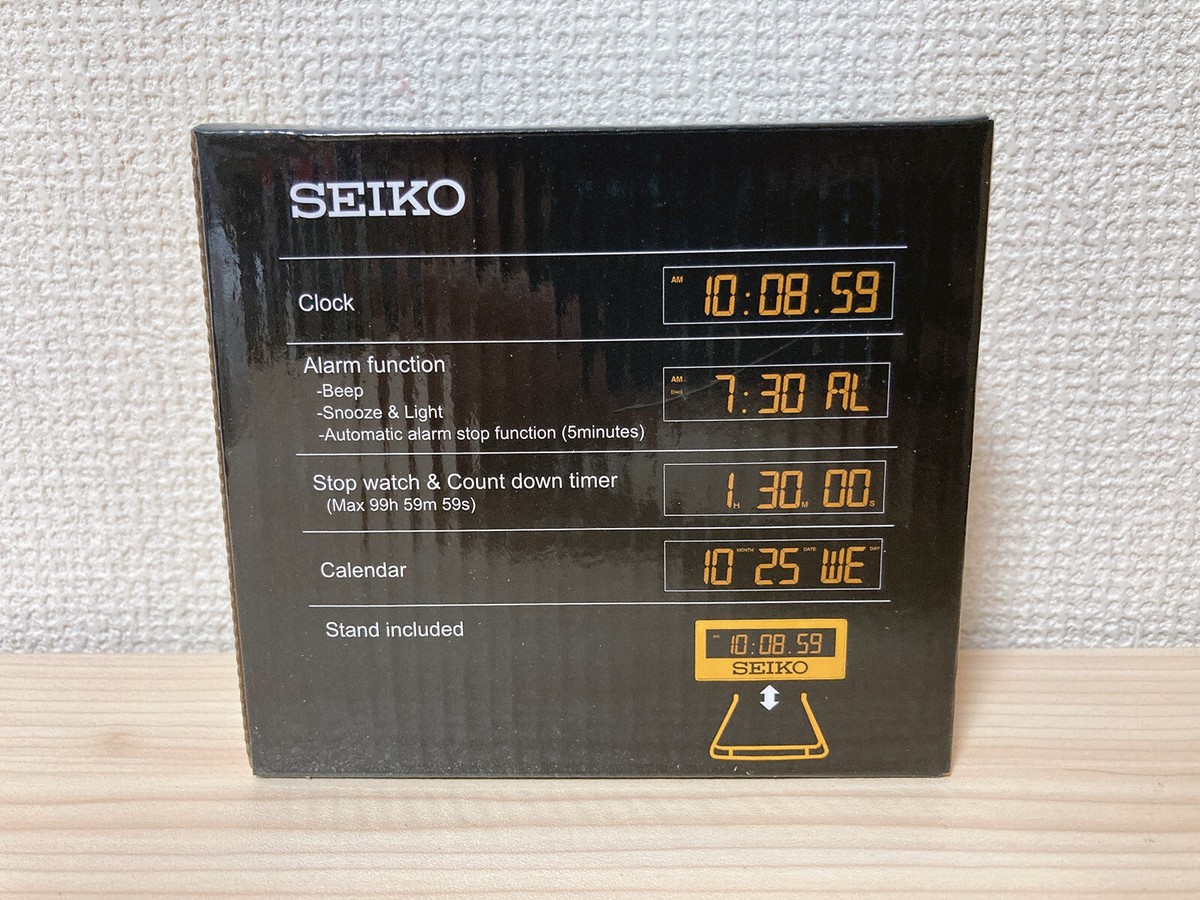 SEIKO
Clock
AM 10:08.59
Alarm function
-Beep
-Snooze & Light
-Automatic alarm stop function (5minutes)
AM 7:30 AL
Stop watch & Count down timer
(Max 99h 59m 59s)
1H 30M 00S
Calendar
10 MONTH 25 DATE WE DAY
Stand included
AM 10:08.59
SEIKO